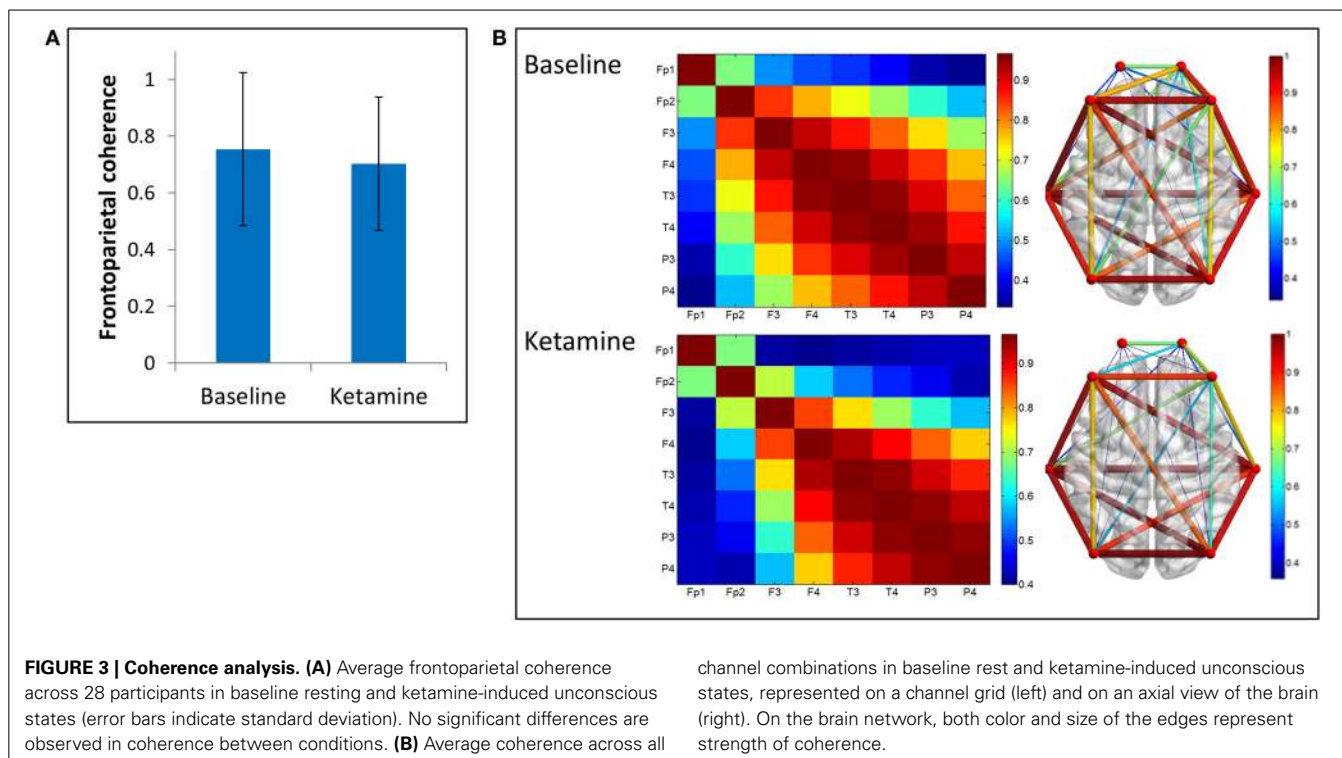 A
Frontoparietal coherence
1
0.8
0.6
0.4
0.2
0
Baseline
Ketamine
B
Baseline
Fp1
Fp2
F3
F4
T3
T4
P3
P4
Fp1 Fp2 F3 F4 T3 T4 P3 P4
0.9
0.8
0.7
0.6
0.5
0.4
1
0.9
0.8
0.7
0.6
0.5
0.4
Ketamine
Fp1
Fp2
F3
F4
T3
T4
P3
P4
Fp1 Fp2 F3 F4 T3 T4 P3 P4
0.9
0.8
0.7
0.6
0.5
0.4
1
0.9
0.8
0.7
0.6
0.5
0.4
FIGURE 3 | Coherence analysis. (A) Average frontoparietal coherence
across 28 participants in baseline resting and ketamine-induced unconscious
states (error bars indicate standard deviation). No significant differences are
observed in coherence between conditions. (B) Average coherence across all
channel combinations in baseline rest and ketamine-induced unconscious
states, represented on a channel grid (left) and on an axial view of the brain
(right). On the brain network, both color and size of the edges represent
strength of coherence.